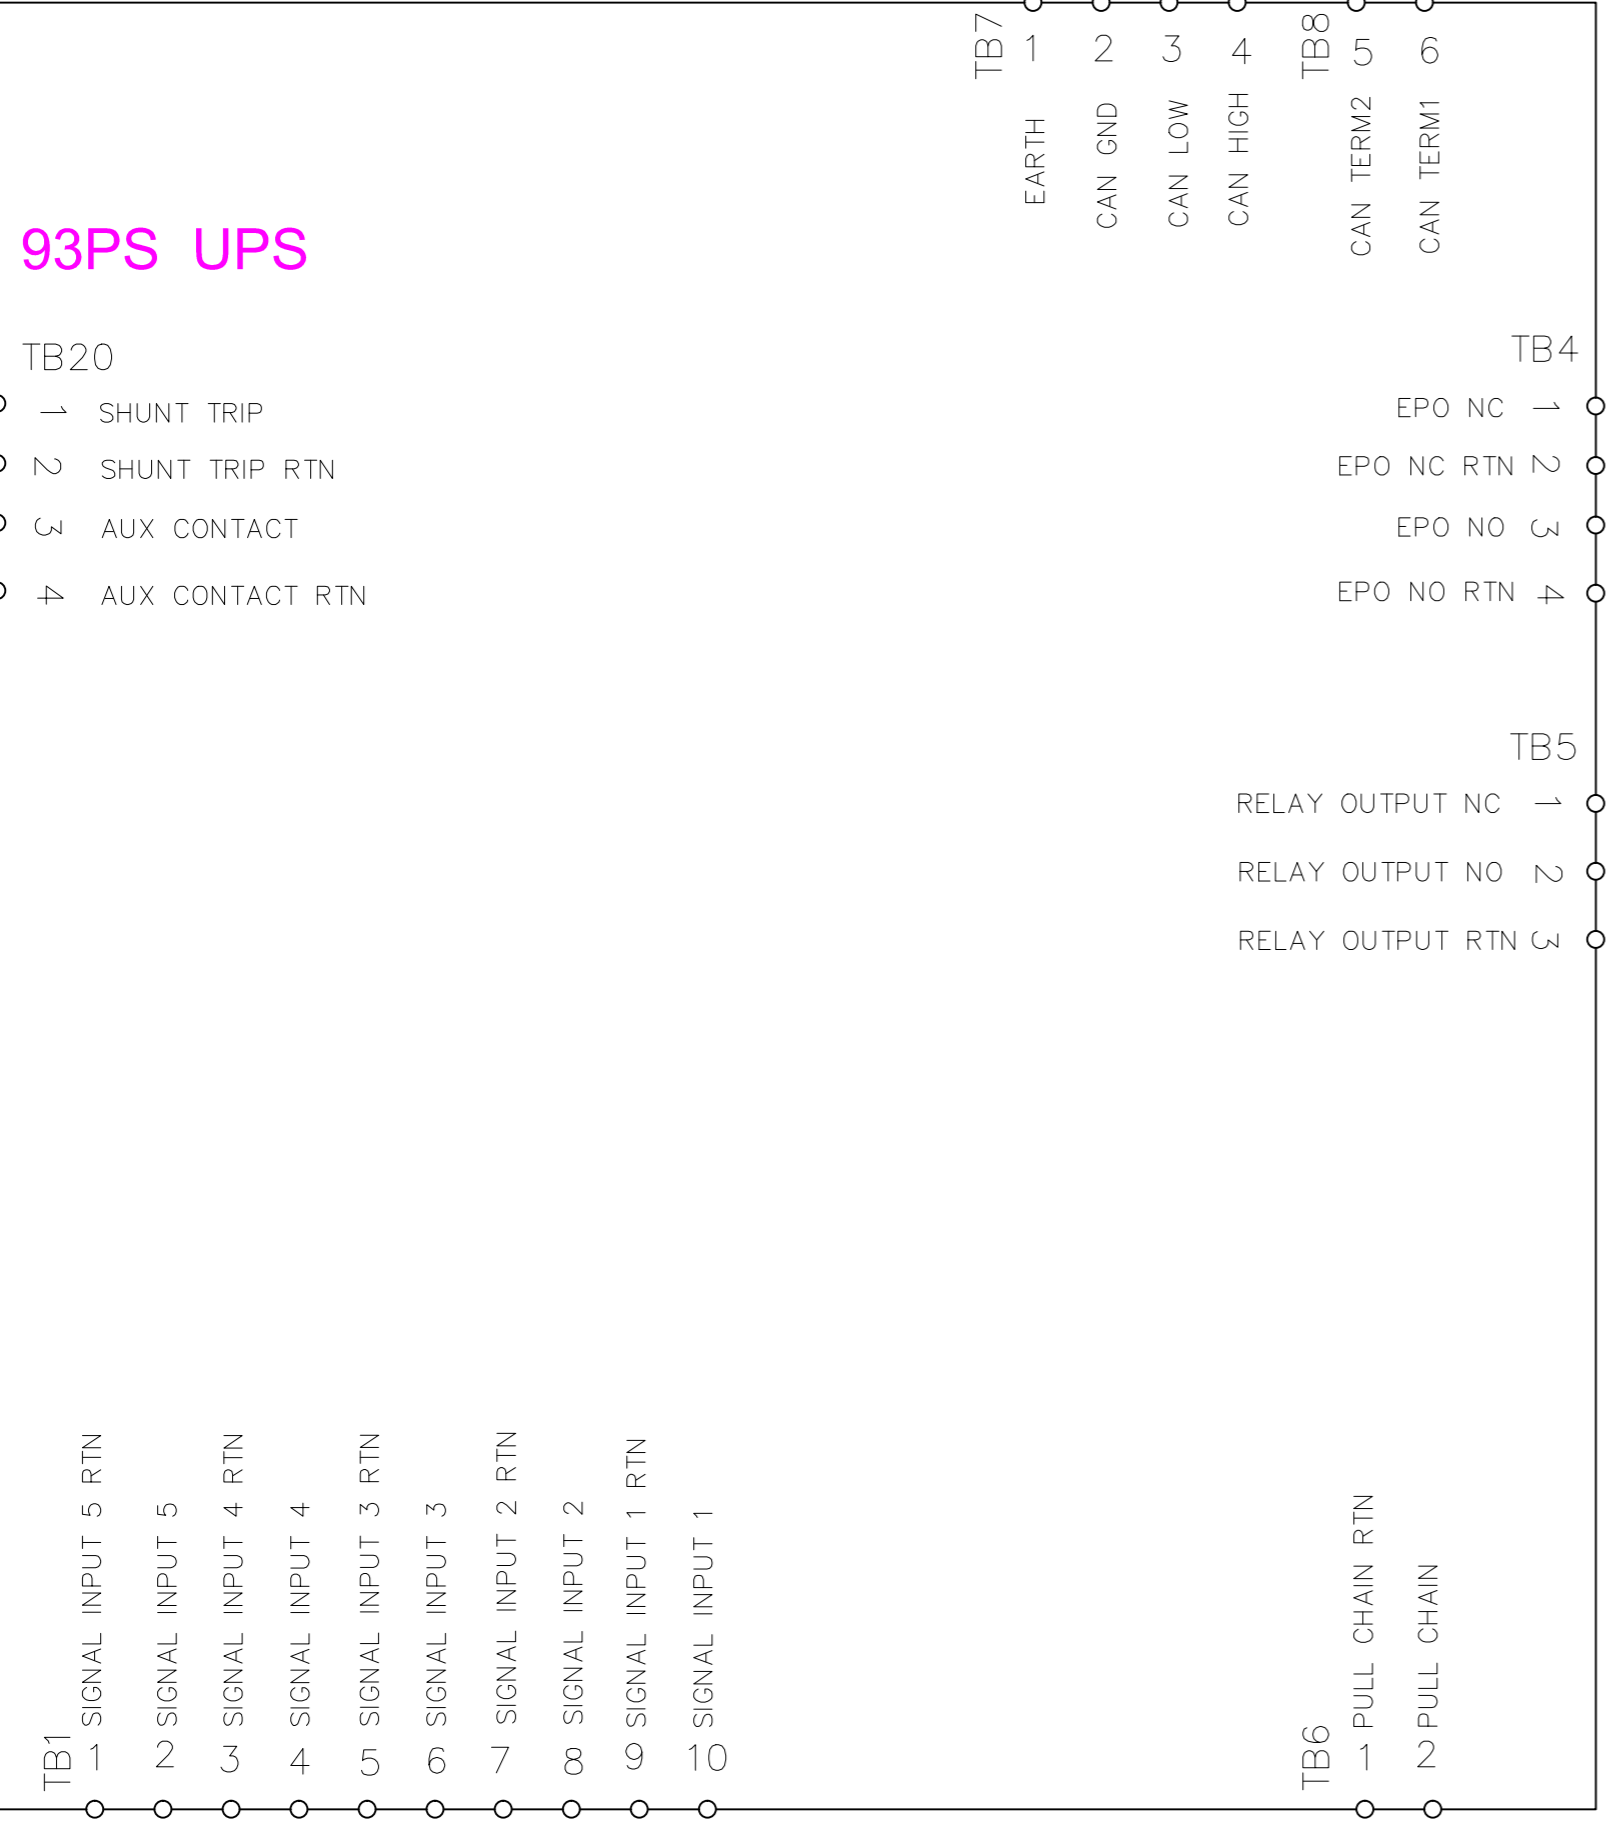 TB7
1
2
3
4
TB8
5
6
EARTH
CAN GND
CAN LOW
CAN HIGH
CAN TERM2
CAN TERM1
93PS UPS
TB20
1 SHUNT TRIP
2 SHUNT TRIP RTN
3 AUX CONTACT
4 AUX CONTACT RTN
TB4
EPO NC 1
EPO NC RTN 2
EPO NO 3
EPO NO RTN 4
TB5
RELAY OUTPUT NC 1
RELAY OUTPUT NO 2
RELAY OUTPUT RTN 3
TB1
1 SIGNAL INPUT 5 RTN
2 SIGNAL INPUT 5
3 SIGNAL INPUT 4 RTN
4 SIGNAL INPUT 4
5 SIGNAL INPUT 3 RTN
6 SIGNAL INPUT 3
7 SIGNAL INPUT 2 RTN
8 SIGNAL INPUT 2
9 SIGNAL INPUT 1 RTN
10 SIGNAL INPUT 1
TB6
1 PULL CHAIN RTN
2 PULL CHAIN